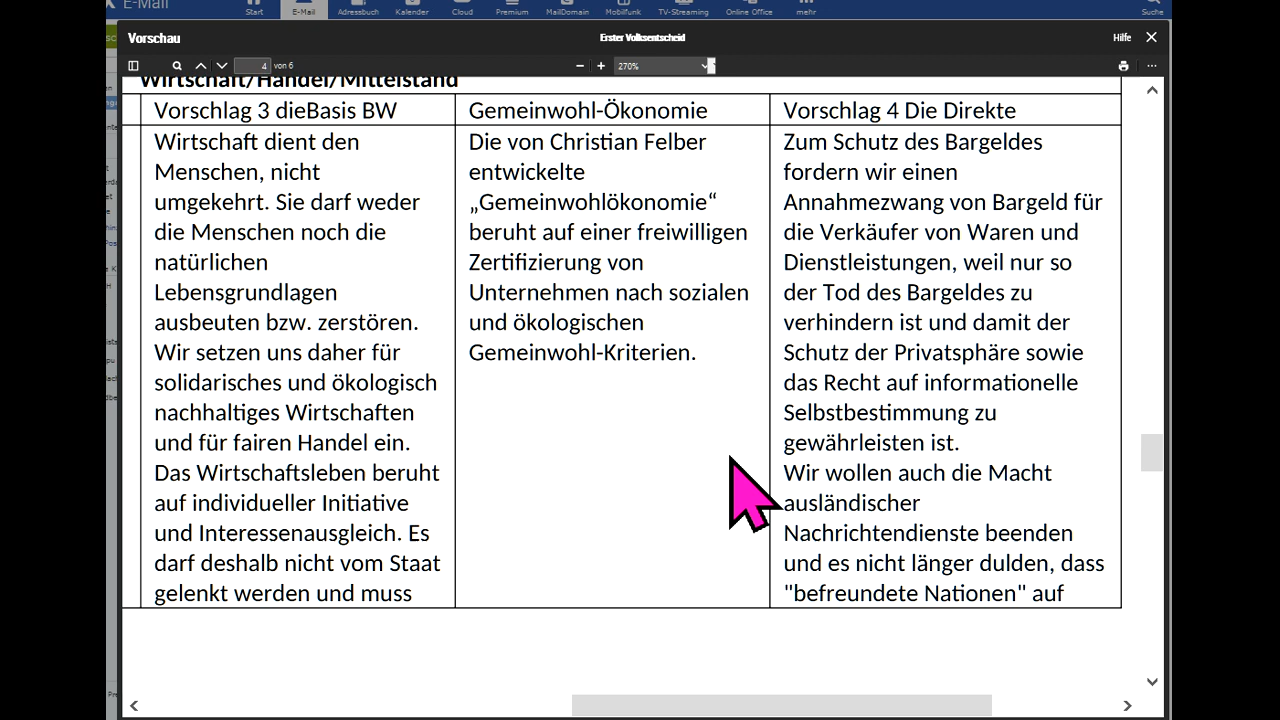 E-Mail
Start
E-Mail
Adressbuch
Kalender
Cloud
Premium
MailDomain
Mobilfunk
TV-Streaming
Online Office
mehr
Suche
Vorschau
Erster Volksentscheid
Hilfe
4 von 6
270%
Wirtschaft/Handel/Mittelstand
Vorschlag 3 dieBasis BW
Wirtschaft dient den
Menschen, nicht
umgekehrt. Sie darf weder
die Menschen noch die
natürlichen
Lebensgrundlagen
ausbeuten bzw. zerstören.
Wir setzen uns daher für
solidarisches und ökologisch
nachhaltiges Wirtschaften
und für fairen Handel ein.
Das Wirtschaftsleben beruht
auf individueller Initiative
und Interessenausgleich. Es
darf deshalb nicht vom Staat
gelenkt werden und muss
Gemeinwohl-Ökonomie
Die von Christian Felber
entwickelte
„Gemeinwohlökonomie“
beruht auf einer freiwilligen
Zertifizierung von
Unternehmen nach sozialen
und ökologischen
Gemeinwohl-Kriterien.
Vorschlag 4 Die Direkte
Zum Schutz des Bargeldes
fordern wir einen
Annahmezwang von Bargeld für
die Verkäufer von Waren und
Dienstleistungen, weil nur so
der Tod des Bargeldes zu
verhindern ist und damit der
Schutz der Privatsphäre sowie
das Recht auf informationelle
Selbstbestimmung zu
gewährleisten ist.
Wir wollen auch die Macht
ausländischer
Nachrichtendienste beenden
und es nicht länger dulden, dass
"befreundete Nationen" auf